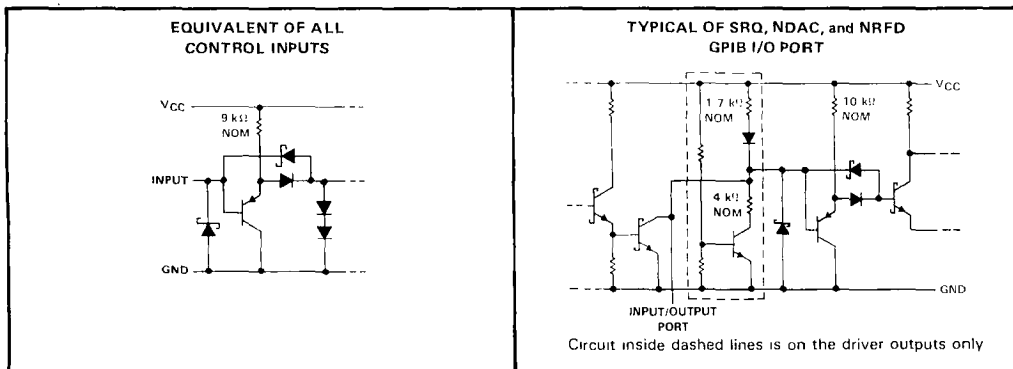 EQUIVALENT OF ALL
CONTROL INPUTS
VCC
9 kΩ
NOM
INPUT
GND
TYPICAL OF SRQ, NDAC, and NRFD
GPIB I/O PORT
VCC
1 7 kΩ
NOM
10 kΩ
NOM
4 kΩ
NOM
GND
INPUT/OUTPUT
PORT
Circuit inside dashed lines is on the driver outputs only